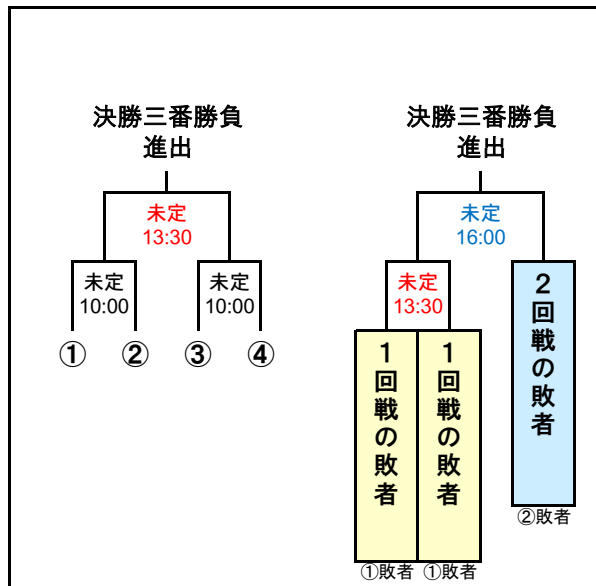 決勝三番勝負
進出
未定
13:30
未定
10:00
未定
10:00
① ② ③ ④
決勝三番勝負
進出
未定
16:00
未定
13:30
1回戦の敗者
1回戦の敗者
2回戦の敗者
①敗者 ①敗者
②敗者